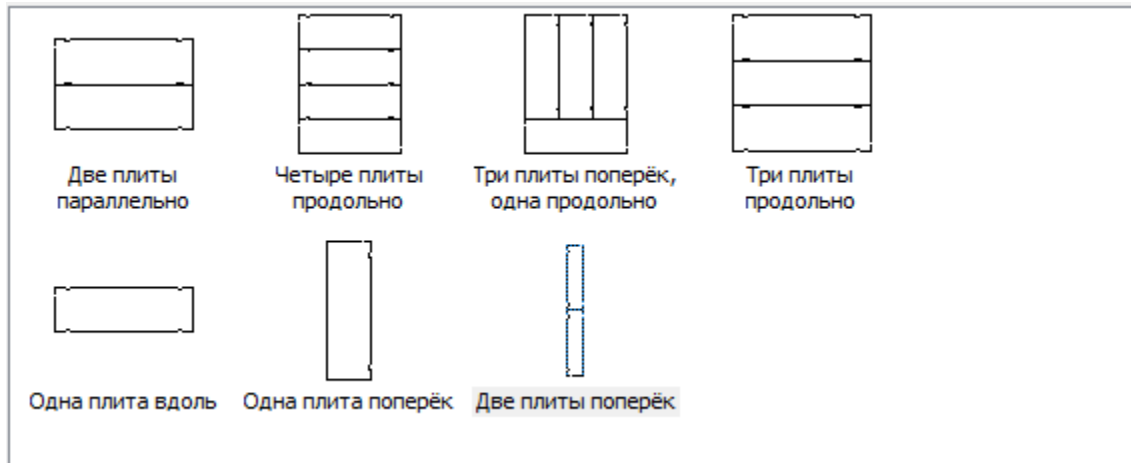 Две плиты
параллельно
Четыре плиты
продольно
Три плиты поперёк,
одна продольно
Три плиты
продольно
Одна плита вдоль
Одна плита поперёк
Две плиты поперёк